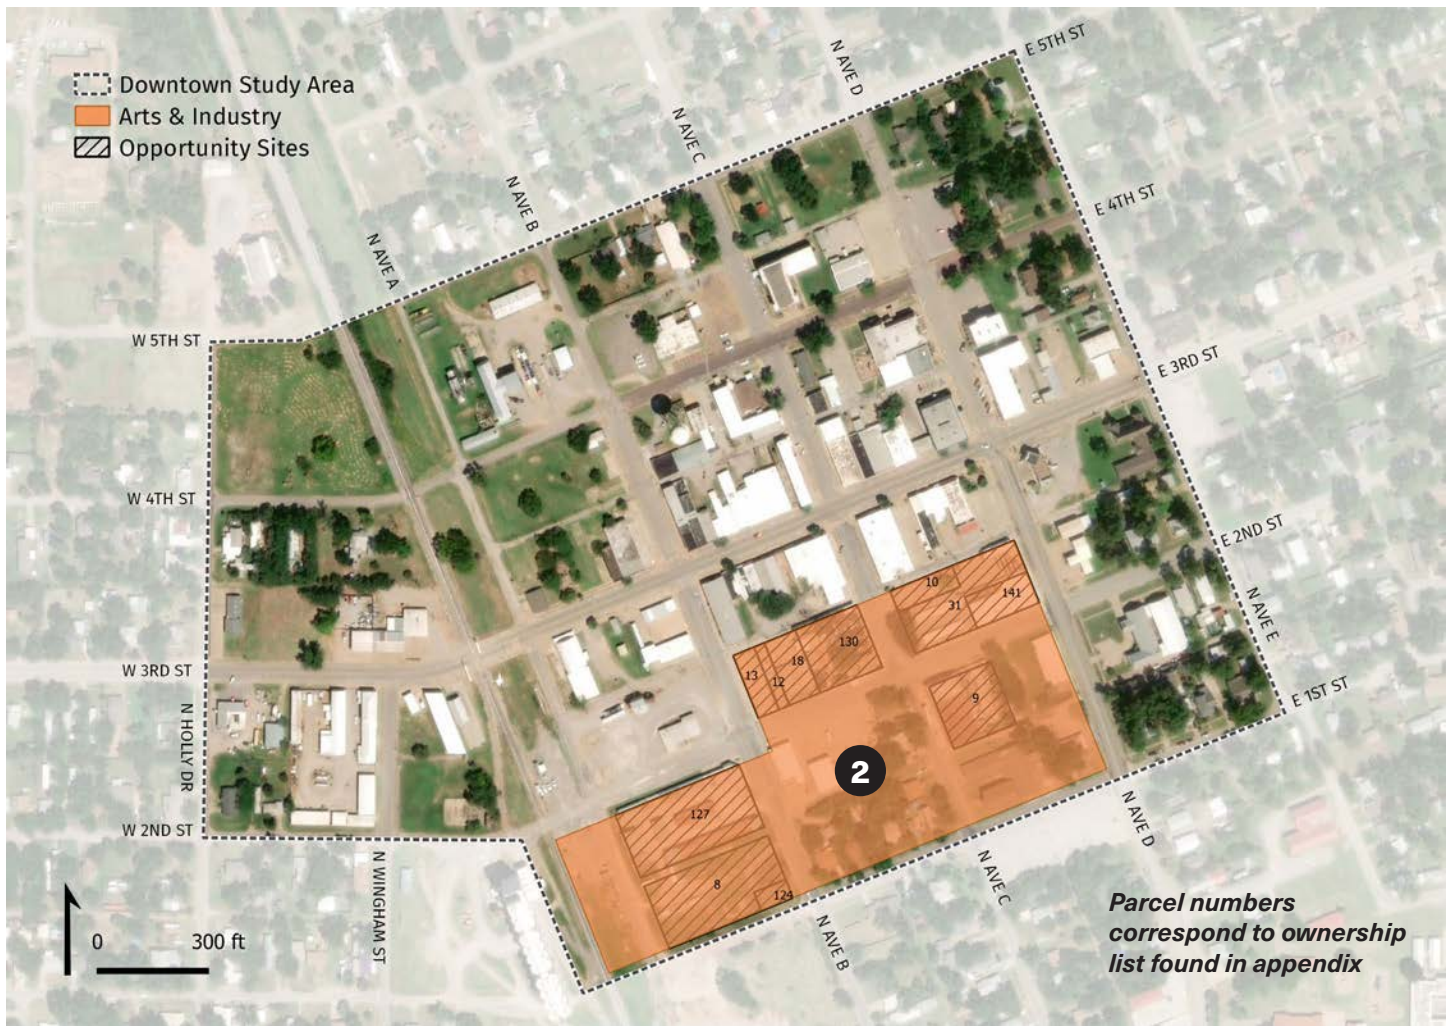 E 5TH ST
N AVE D
Downtown Study Area
Arts & Industry
Opportunity Sites
N AVE C
N AVE B
E 4TH ST
N AVE A
W 5TH ST
E 3RD ST
W 4TH ST
E 2ND ST
10
31
141
N AVE E
130
18
13
12
W 3RD ST
9
E 1ST ST
N HOLLY DR
2
127
W 2ND ST
N AVE D
8
124
N WINGHAM ST
N AVE C
N AVE B
Parcel numbers
correspond to ownership
list found in appendix
0 300 ft